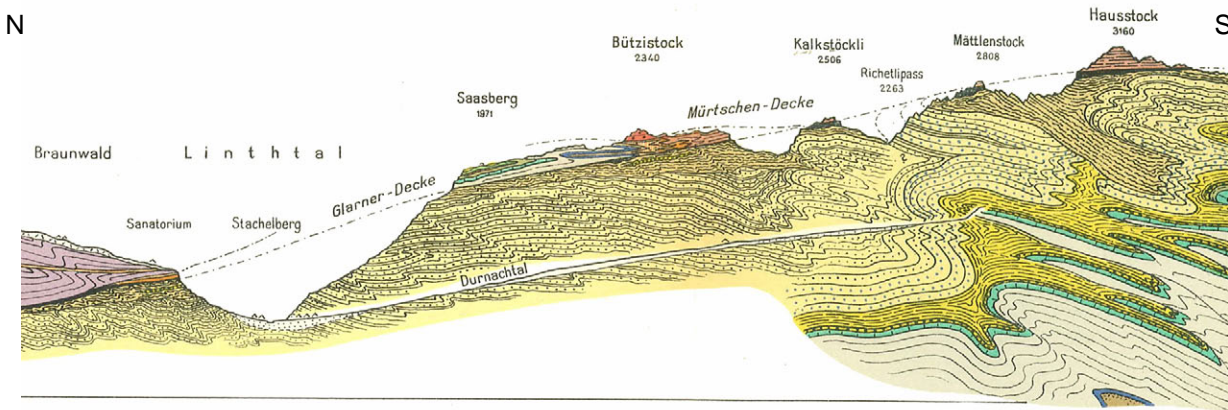 N
S
Hausstock
3160
Bützistock
2340
Kalkstöckli
2506
Mättlenstock
2808
Richetlipass
2263
Saasberg
1971
Mürtschen-Decke
Braunwald
Linthtal
Glarner-Decke
Sanatorium
Stachelberg
Durnachtal